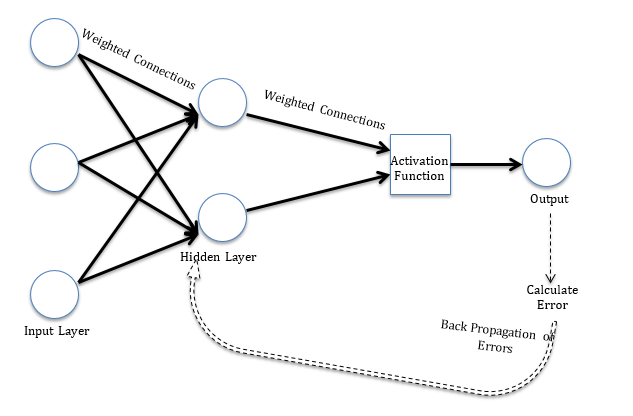 Weighted Connections
Weighted Connections
Activation
Function
Output
Hidden Layer
Calculate
Error
Input Layer
Back Propagation of
Errors